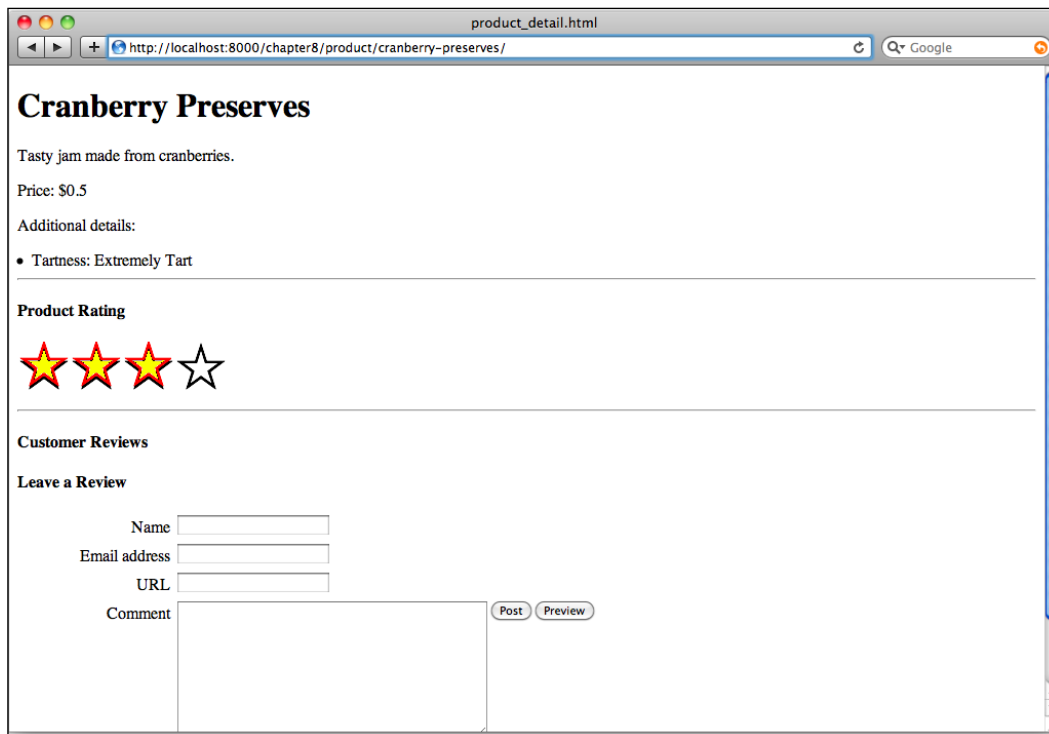 product_detail.html
http://localhost:8000/chapter8/product/cranberry-preserves/
Google
Cranberry Preserves
Tasty jam made from cranberries.
Price: $0.5
Additional details:
• Tartness: Extremely Tart
Product Rating
Customer Reviews
Leave a Review
Name
Email address
URL
Comment
Post Preview